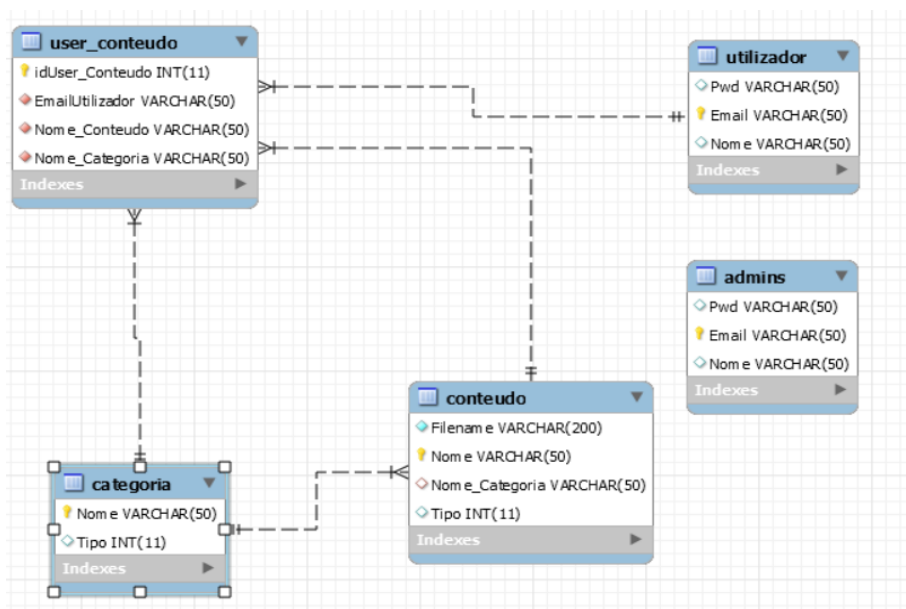 user_conteudo
idUser_Conteudo INT(11)
EmailUtilizador VARCHAR(50)
Nome_Conteudo VARCHAR(50)
Nome_Categoria VARCHAR(50)
Indexes
utilizador
Pwd VARCHAR(50)
Email VARCHAR(50)
Nome VARCHAR(50)
Indexes
admins
Pwd VARCHAR(50)
Email VARCHAR(50)
Nome VARCHAR(50)
Indexes
conteudo
Filename VARCHAR(200)
Nome VARCHAR(50)
Nome_Categoria VARCHAR(50)
Tipo INT(11)
Indexes
categoria
Nome VARCHAR(50)
Tipo INT(11)
Indexes